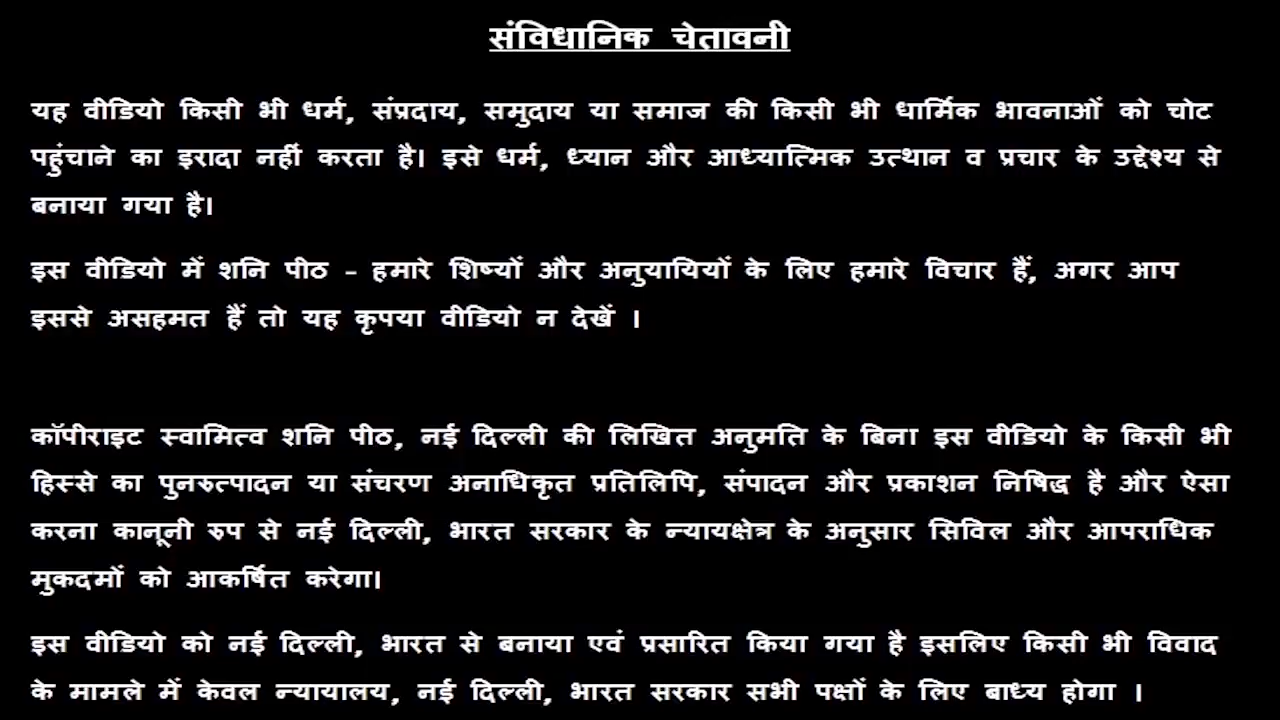 संविधानिक चेतावनी
यह वीडियो किसी भी धर्म, संप्रदाय, समुदाय या समाज की किसी भी धार्मिक भावनाओं को चोट
पहुंचाने का इरादा नहीं करता है। इसे धर्म, ध्यान और आध्यात्मिक उत्थान व प्रचार के उद्देश्य से
बनाया गया है।
इस वीडियो में शनि पीठ – हमारे शिष्यों और अनुयायियों के लिए हमारे विचार हैं, अगर आप
इससे असहमत हैं तो यह कृपया वीडियो न देखें ।
कॉपीराइट स्वामित्व शनि पीठ, नई दिल्ली की लिखित अनुमति के बिना इस वीडियो के किसी भी
हिस्से का पुनरुत्पादन या संचरण अनाधिकृत प्रतिलिपि, संपादन और प्रकाशन निषिद्ध है और ऐसा
करना कानूनी रुप से नई दिल्ली, भारत सरकार के न्यायक्षेत्र के अनुसार सिविल और आपराधिक
मुकदमों को आकर्षित करेगा।
इस वीडियो को नई दिल्ली, भारत से बनाया एवं प्रसारित किया गया है इसलिए किसी भी विवाद
के मामले में केवल न्यायालय, नई दिल्ली, भारत सरकार सभी पक्षों के लिए बाध्य होगा ।